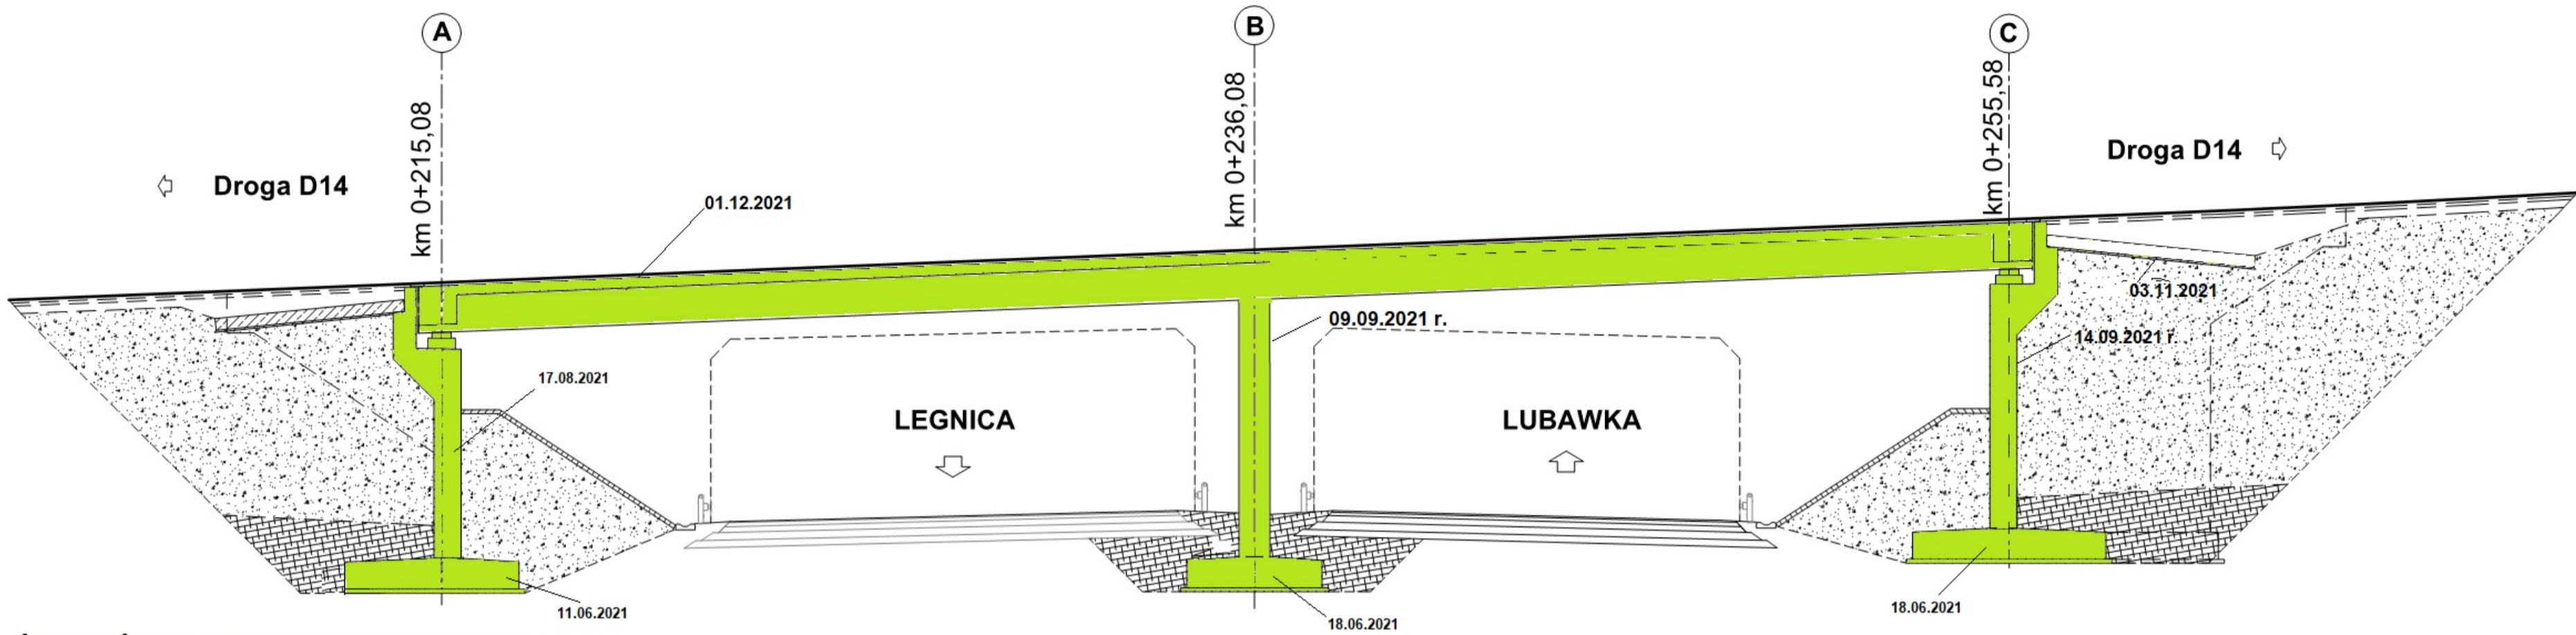 A
B
C
km 0+215,08
km 0+236,08
km 0+255,58
Droga D14
Droga D14
01.12.2021
03.11.2021
09.09.2021 r.
14.09.2021 r.
17.08.2021
LEGNICA
LUBAWKA
11.06.2021
18.06.2021
18.06.2021